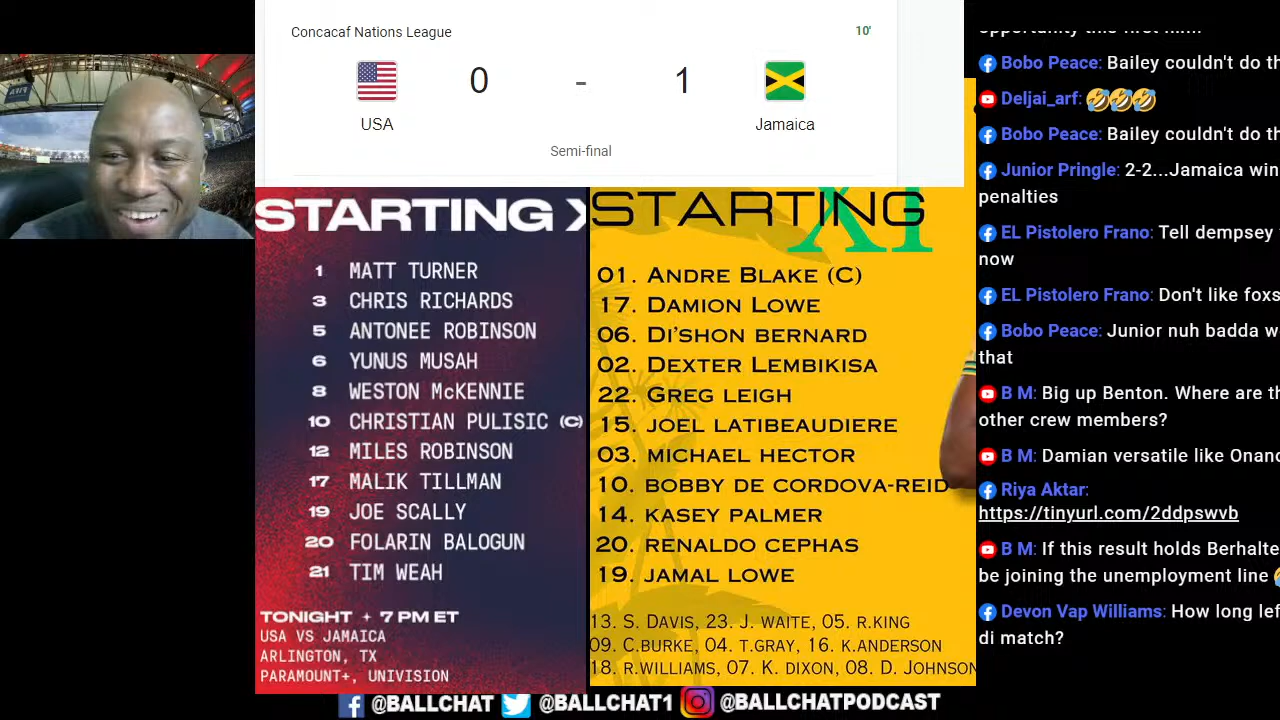 Concacaf Nations League
10'
0 - 1
USA
Jamaica
Semi-final
STARTING X
1 MATT TURNER
3 CHRIS RICHARDS
5 ANTONEE ROBINSON
6 YUNUS MUSAH
8 WESTON McKENNIE
10 CHRISTIAN PULISIC (C)
12 MILES ROBINSON
17 MALIK TILLMAN
19 JOE SCALLY
20 FOLARIN BALOGUN
21 TIM WEAH
TONIGHT + 7 PM ET
USA VS JAMAICA
ARLINGTON, TX
PARAMOUNT+, UNIVISION
STARTING
XI
01. ANDRE BLAKE (C)
17. DAMION LOWE
06. DI'SHON BERNARD
02. DEXTER LEMBIKISA
22. GREG LEIGH
15. JOEL LATIBEAUDIERE
03. MICHAEL HECTOR
10. BOBBY DE CORDOVA-REID
14. KASEY PALMER
20. RENALDO CEPHAS
19. JAMAL LOWE
13. S. DAVIS, 23. J. WAITE, 05. R.KING
09. C.BURKE, 04. T.GRAY, 16. K.ANDERSON
18. R.WILLIAMS, 07. K. DIXON, 08. D. JOHNSON
Bobo Peace: Bailey couldn't do th
Deljai_arf: 🤣🤣🤣
Bobo Peace: Bailey couldn't do th
Junior Pringle: 2-2...Jamaica win
penalties
EL Pistolero Frano: Tell dempsey
now
EL Pistolero Frano: Don't like foxs
Bobo Peace: Junior nuh badda w
that
B M: Big up Benton. Where are th
other crew members?
B M: Damian versatile like Onand
Riya Aktar:
https://tinyurl.com/2ddpswvb
B M: If this result holds Berhalte
be joining the unemployment line
Devon Vap Williams: How long lef
di match?
@BALLCHAT @BALLCHAT1 @BALLCHATPODCAST